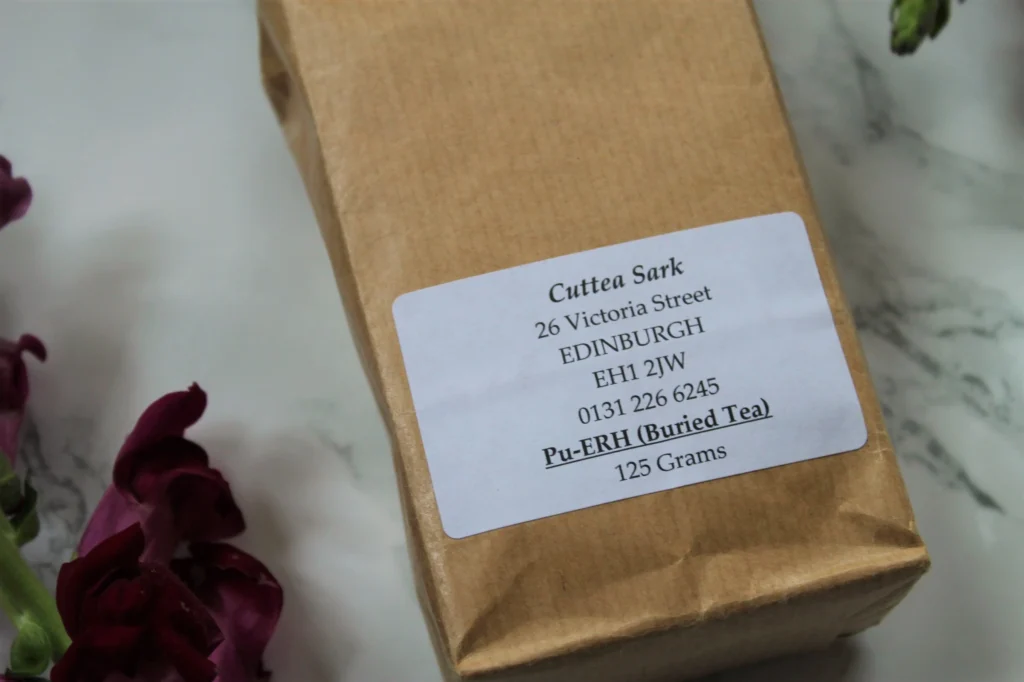 Cuttea Sark
26 Victoria Street
EDINBURGH
EH1 2JW
0131 226 6245
Pu-ERH (Buried Tea)
125 Grams